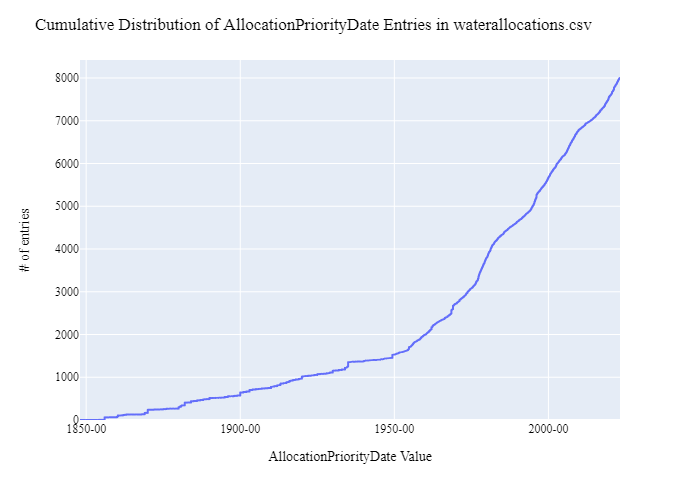 Cumulative Distribution of AllocationPriorityDate Entries in waterallocations.csv
8000
7000
6000
5000
4000
3000
2000
1000
0
1850-00 1900-00 1950-00 2000-00
# of entries
AllocationPriorityDate Value